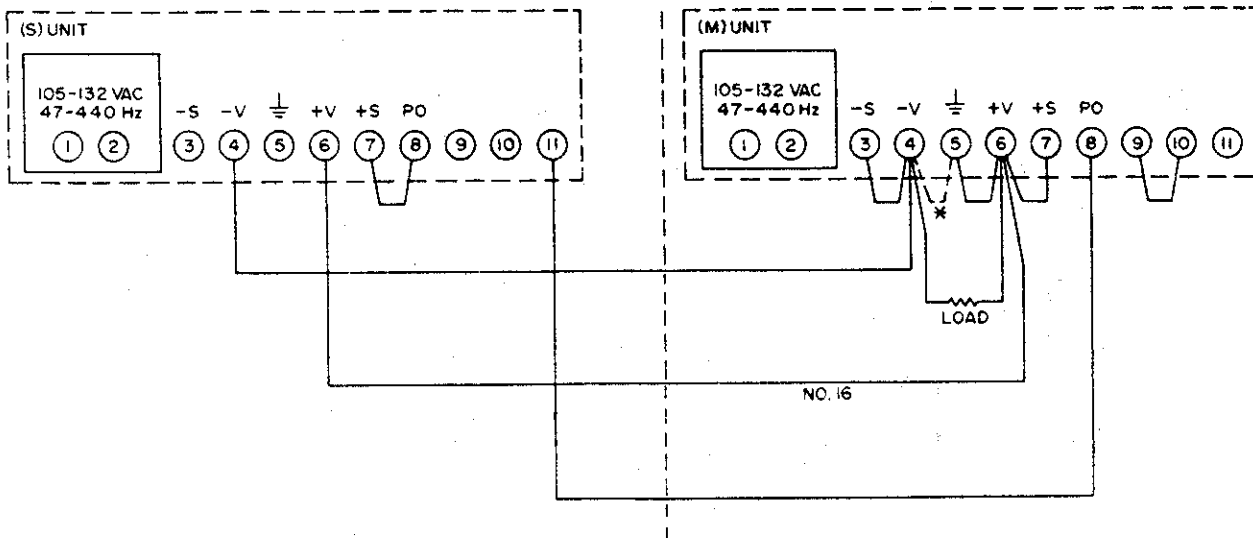 (S) UNIT
105-132 VAC
47-440 Hz
-S -V +V +S PO
1 2 3 4 5 6 7 8 9 10 11
(M) UNIT
105-132 VAC
47-440 Hz
-S -V +V +S PO
1 2 3 4 5 6 7 8 9 10 11
*
LOAD
NO. 16